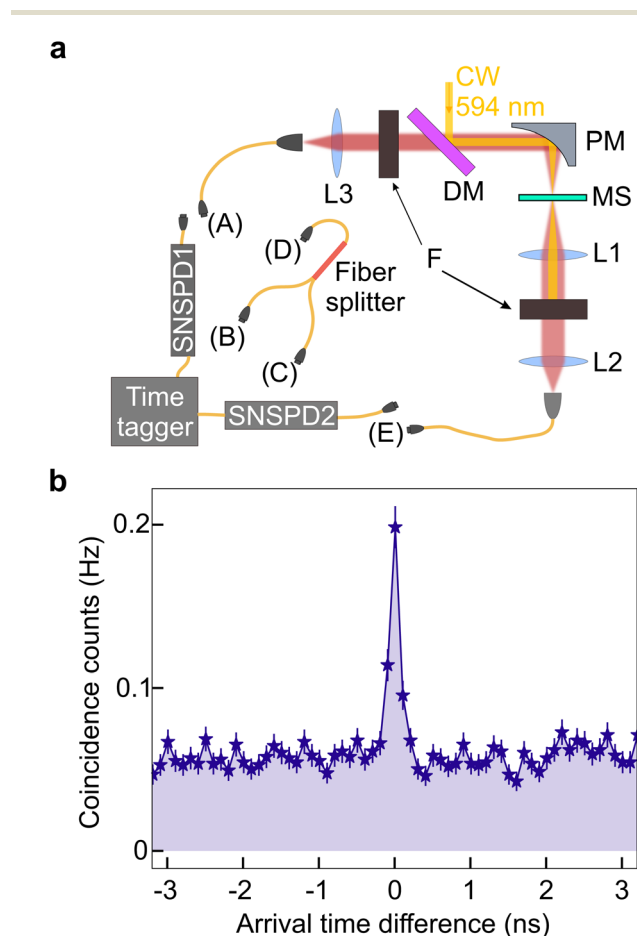 a
CW
594 nm
PM
L3
DM
MS
(A)
F
L1
(D)
Fiber
splitter
SNSPD1
(B)
(C)
L2
Time
tagger
SNSPD2
(E)
b
Coincidence counts (Hz)
0.2
0.1
0
-3
-2
-1
0
1
2
3
Arrival time difference (ns)